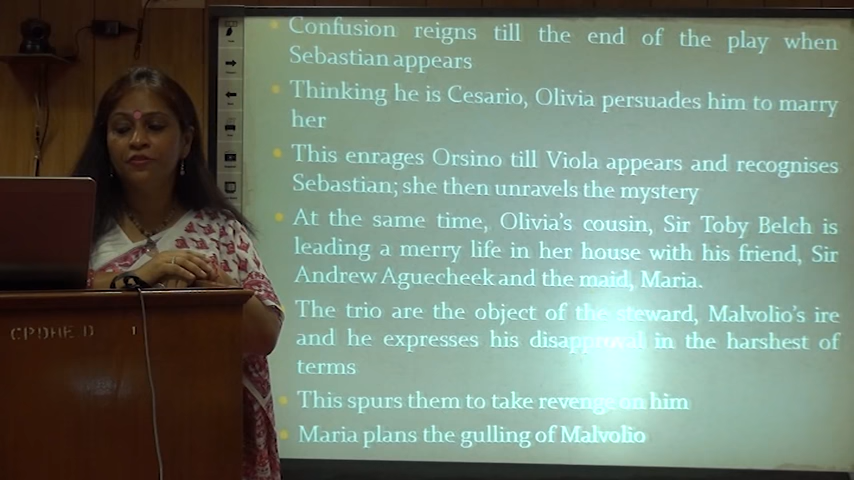 Confusion reigns till the end of the play when
Sebastian appears
Thinking he is Cesario, Olivia persuades him to marry
her
This enrages Orsino till Viola appears and recognises
Sebastian; she then unravels the mystery
At the same time, Olivia's cousin, Sir Toby Belch is
leading a merry life in her house with his friend, Sir
Andrew Aguecheek and the maid, Maria.
The trio are the object of the steward, Malvolio's ire
and he expresses his disapproval in the harshest of
terms
This spurs them to take revenge on him
Maria plans the gulling of Malvolio
CPDHE D 1